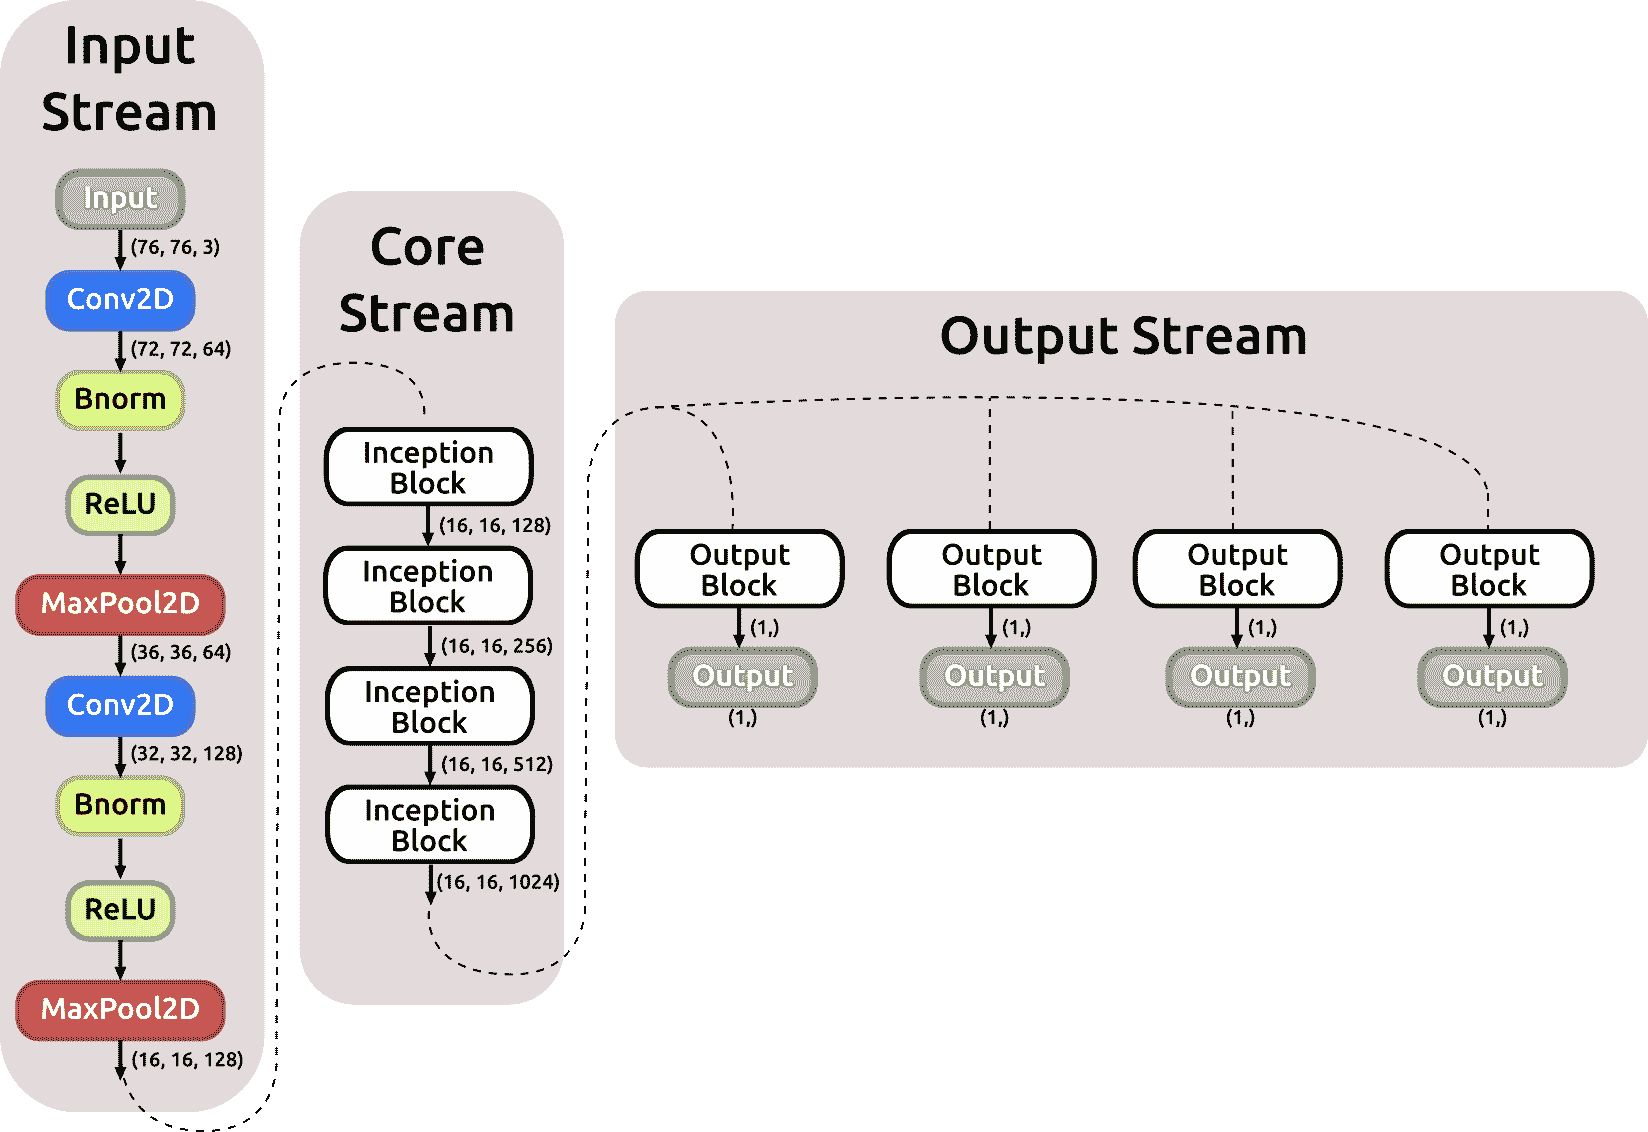 Input
Stream
Input
(76, 76, 3)
Conv2D
(72, 72, 64)
Bnorm
ReLU
MaxPool2D
(36, 36, 64)
Conv2D
(32, 32, 128)
Bnorm
ReLU
MaxPool2D
(16, 16, 128)
Core
Stream
Inception
Block
(16, 16, 128)
Inception
Block
(16, 16, 256)
Inception
Block
(16, 16, 512)
Inception
Block
(16, 16, 1024)
Output Stream
Output
Block
(1,)
Output
(1,)
Output
Block
(1,)
Output
(1,)
Output
Block
(1,)
Output
(1,)
Output
Block
(1,)
Output
(1,)